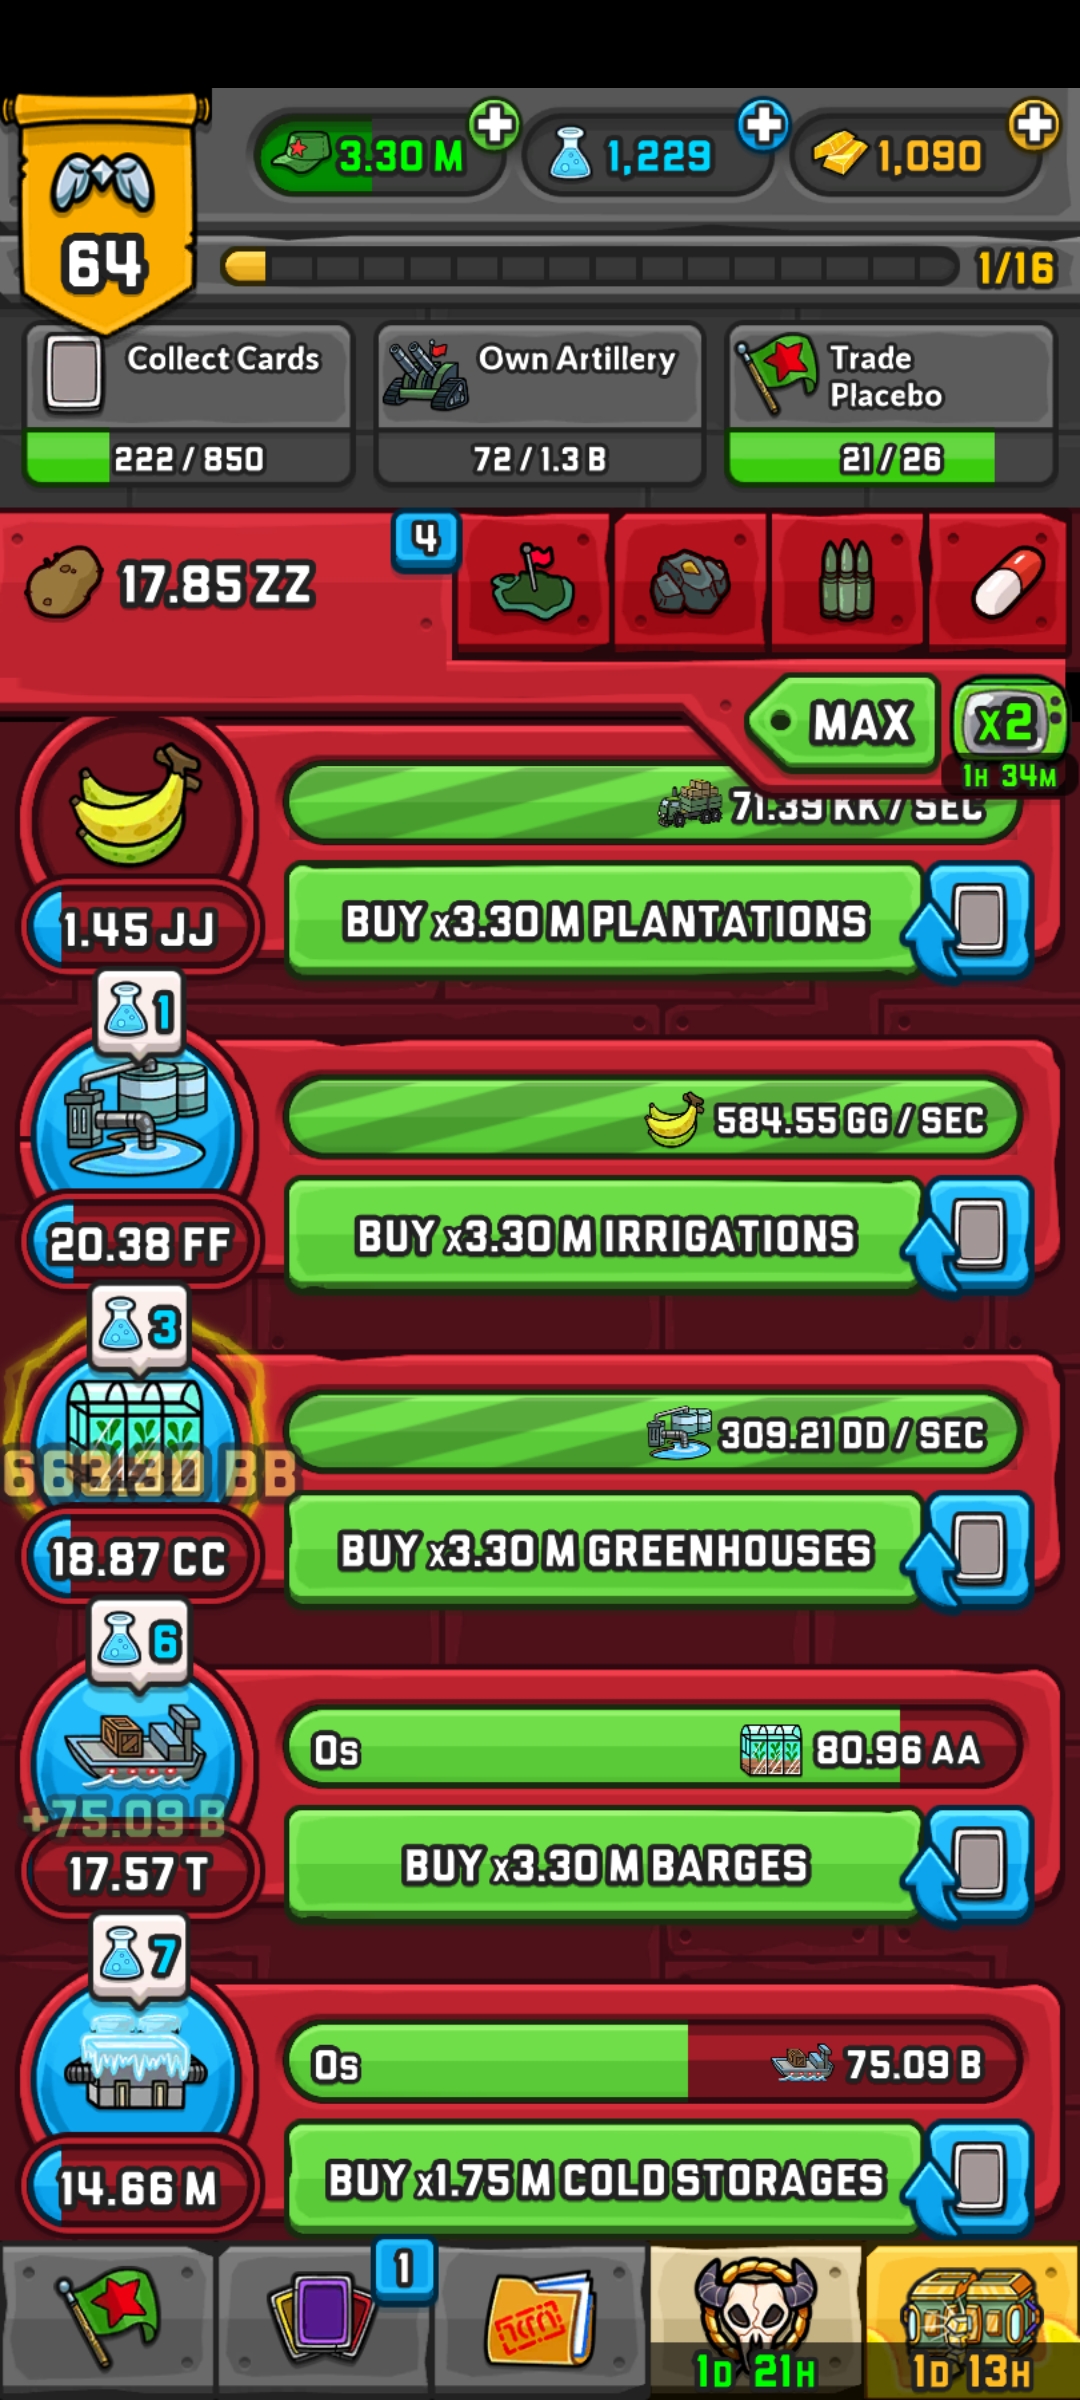 3.30 M
1,229
1,090
64
1/16
Collect Cards
222 / 850
Own Artillery
72 / 1.3 B
Trade
Placebo
21 / 26
17.85 ZZ
4
MAX
x2
1H 34M
71.39 KK / SEC
1.45 JJ
BUY x3.30 M PLANTATIONS
1
584.55 GG / SEC
20.38 FF
BUY x3.30 M IRRIGATIONS
3
309.21 DD / SEC
663.30 BB
18.87 CC
BUY x3.30 M GREENHOUSES
6
0s
80.96 AA
+75.09 B
17.57 T
BUY x3.30 M BARGES
7
0s
75.09 B
14.66 M
BUY x1.75 M COLD STORAGES
1
1D 21H
1D 13H